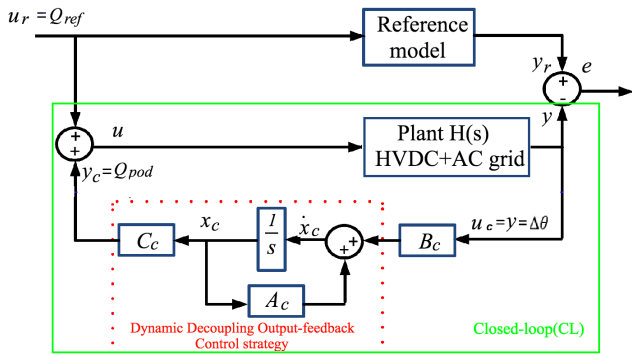 u_r = Q_ref
Reference
model
y_r
e
+
-
y
+
+
u
Plant H(s)
HVDC+AC grid
y_c = Q_pod
x_c
1/s
ẋ_c
+
+
C_c
B_c
u_c = y = Δθ
A_c
Dynamic Decoupling Output-feedback
Control strategy
Closed-loop(CL)